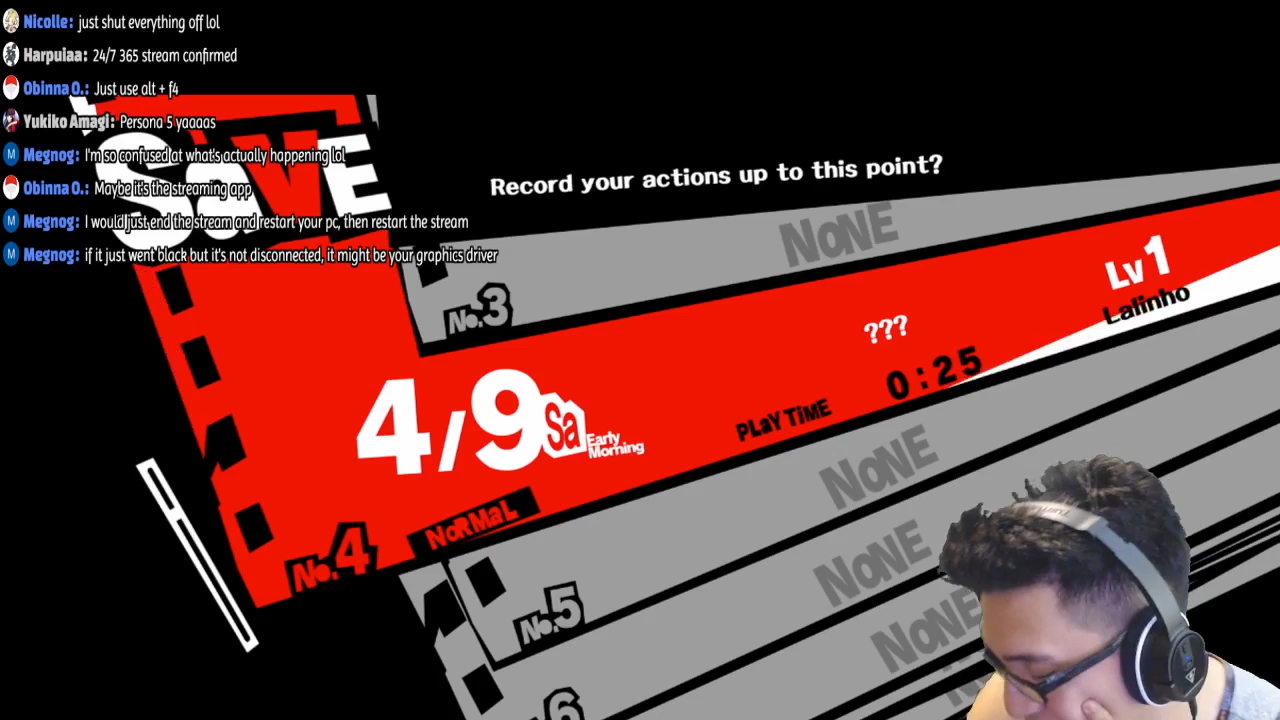 Nicolle: just shut everything off lol
Harpuiaa: 24/7 365 stream confirmed
Obinna O.: Just use alt + f4
Yukiko Amagi: Persona 5 yaaaas
M Megnog: I'm so confused at what's actually happening lol
Obinna O.: Maybe it's the streaming app
M Megnog: I would just end the stream and restart your pc, then restart the stream
M Megnog: if it just went black but it's not disconnected, it might be your graphics driver
SaVE
Record your actions up to this point?
No.3
NoNE
Lv 1
Lalinho
???
4/9 Sa Early Morning
PLaY TiME 0:25
No.4
NoRMaL
No.5
NoNE
6
NoNE
NoNE